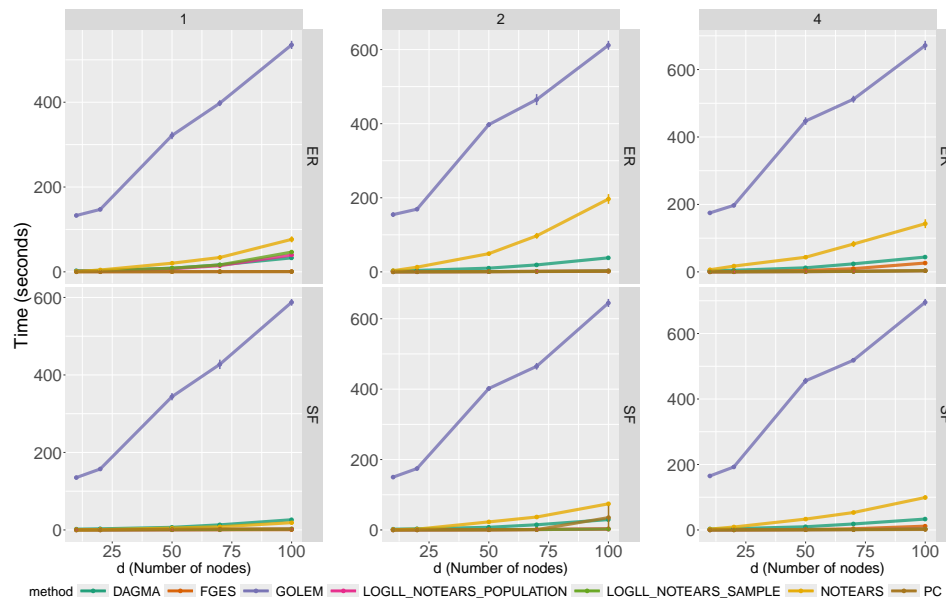 1 2 4
Time (seconds)
400
200
0
ER
600
400
200
0
ER
600
400
200
0
ER
600
400
200
0
SF
600
400
200
0
SF
600
400
200
0
SF
25 50 75 100
25 50 75 100
25 50 75 100
d (Number of nodes) d (Number of nodes) d (Number of nodes)
method DAGMA FGES GOLEM LOGLL_NOTEARS_POPULATION LOGLL_NOTEARS_SAMPLE NOTEARS PC